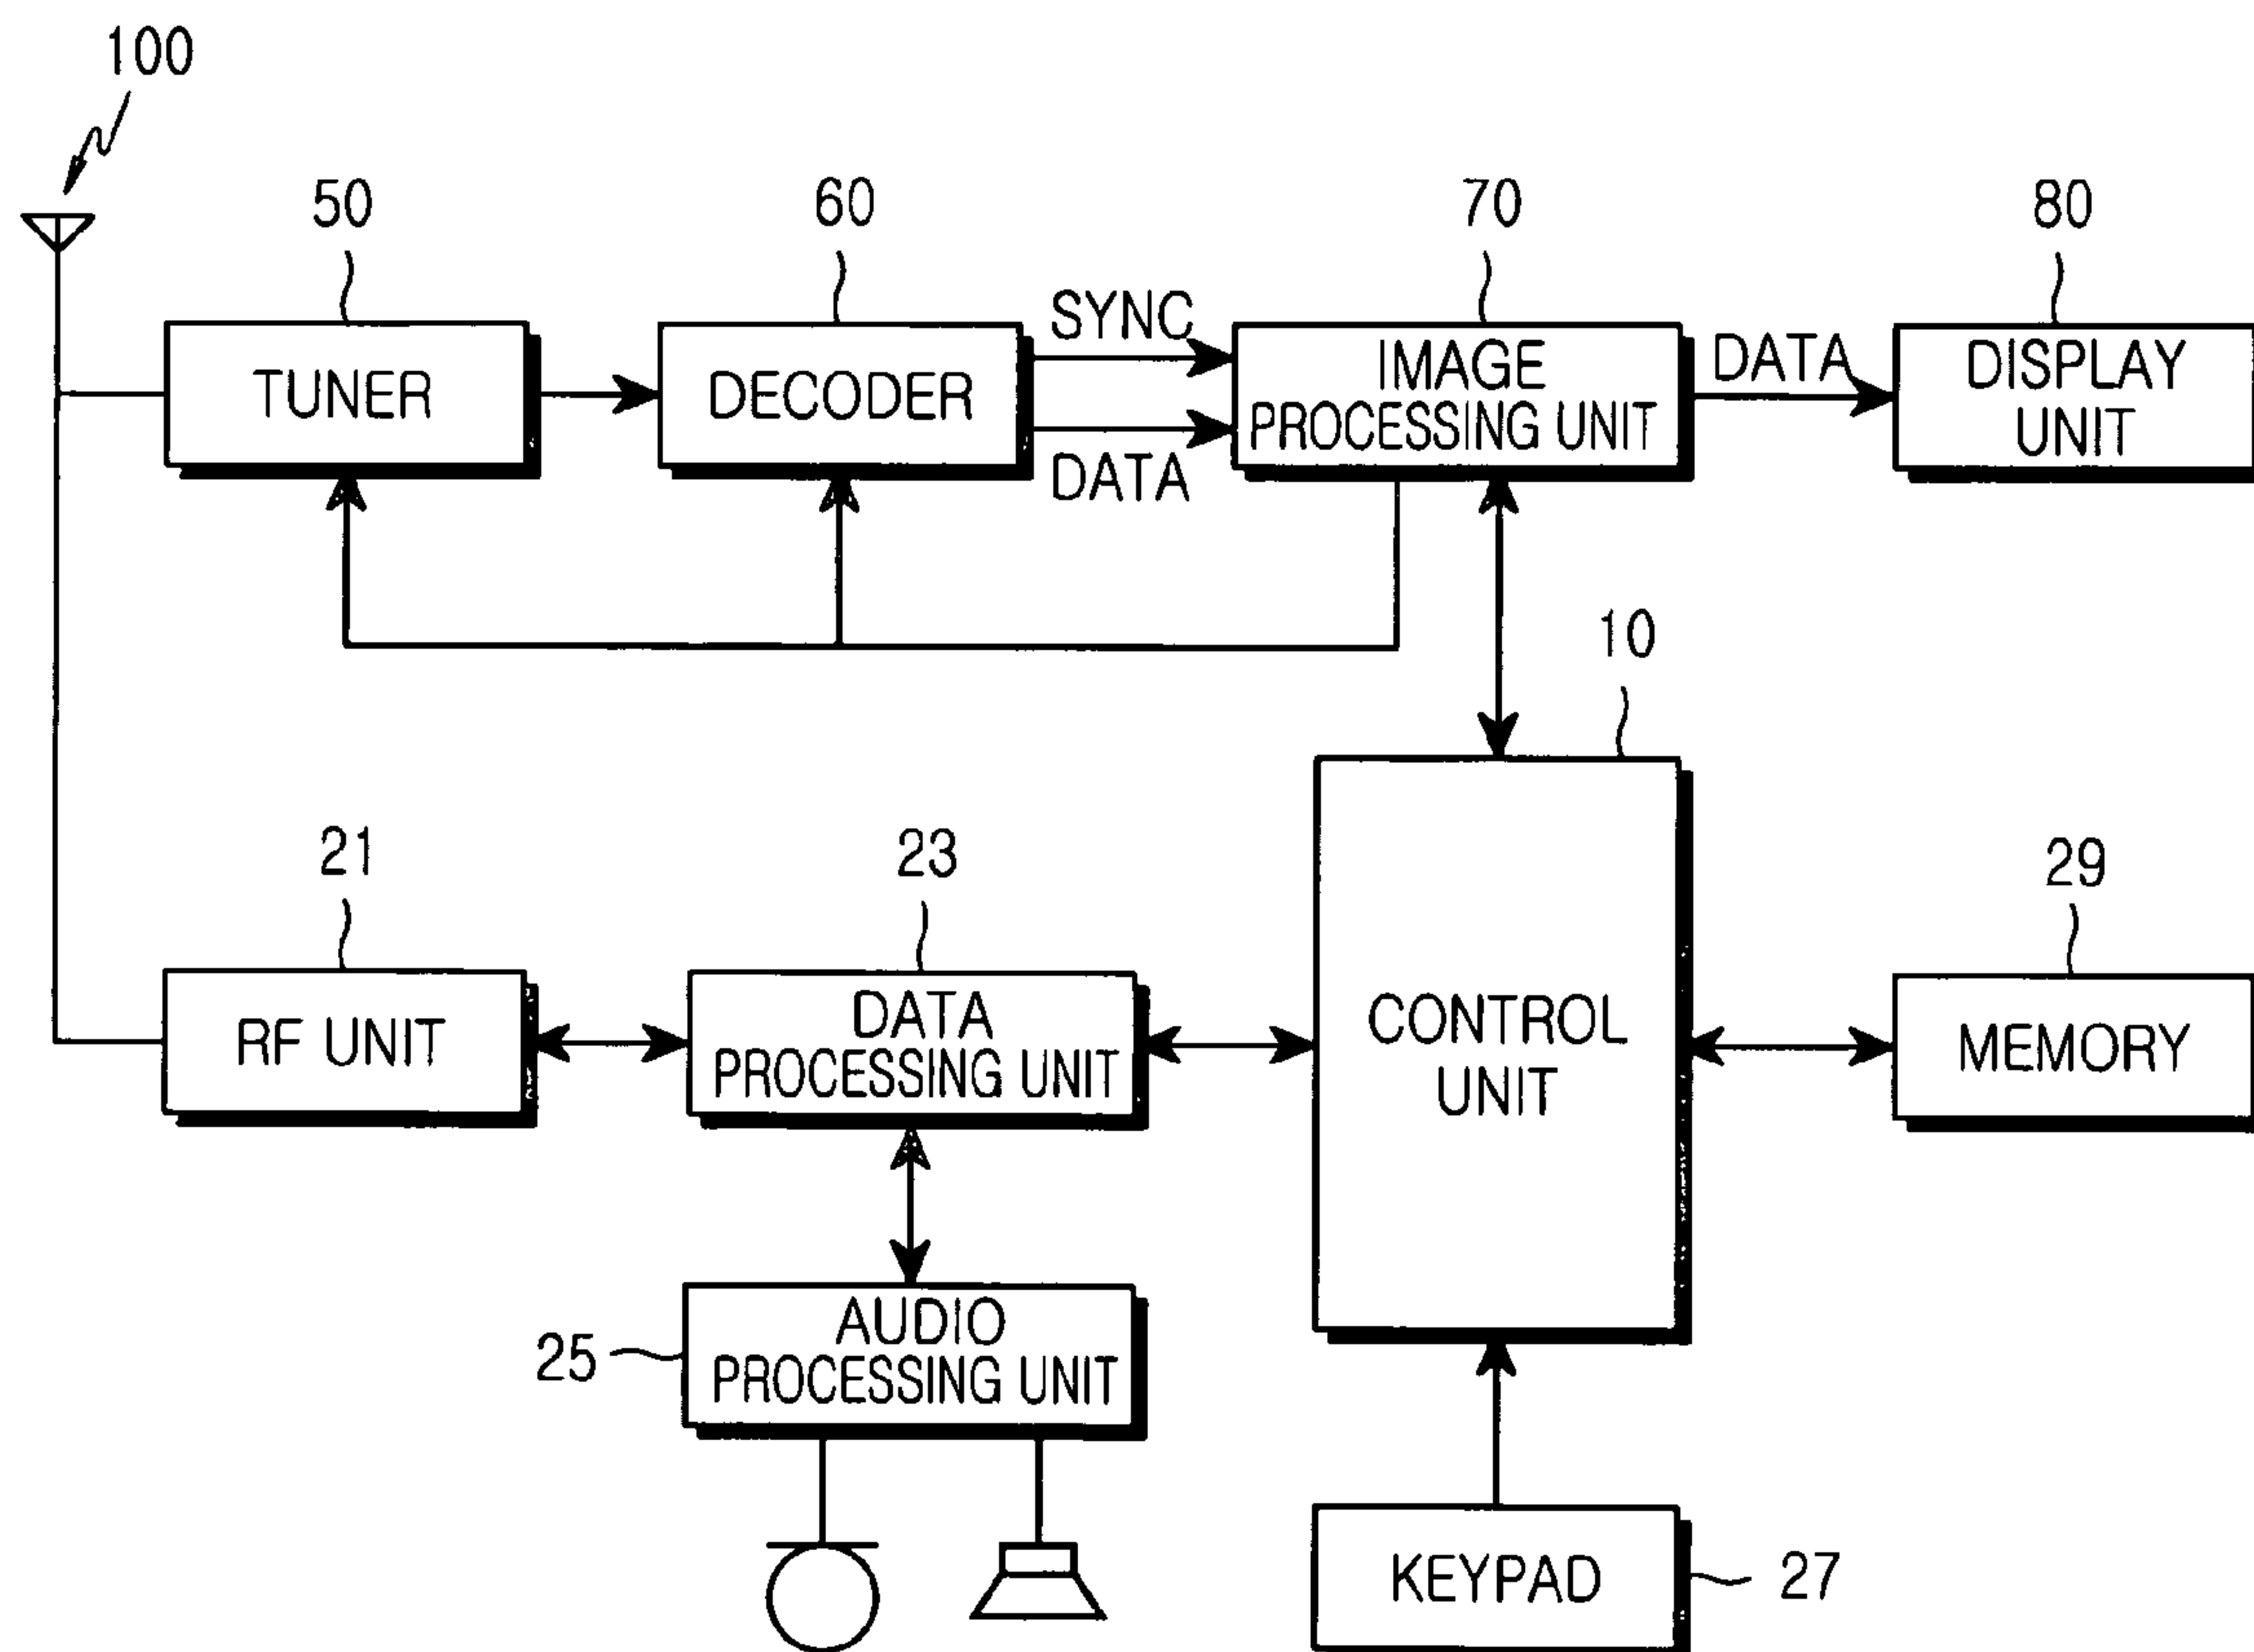 100
50
60
70
80
TUNER
DECODER
SYNC
DATA
IMAGE
PROCESSING UNIT
DATA
DISPLAY
UNIT
10
21
23
29
RF UNIT
DATA
PROCESSING UNIT
CONTROL
UNIT
MEMORY
25
AUDIO
PROCESSING UNIT
KEYPAD
27